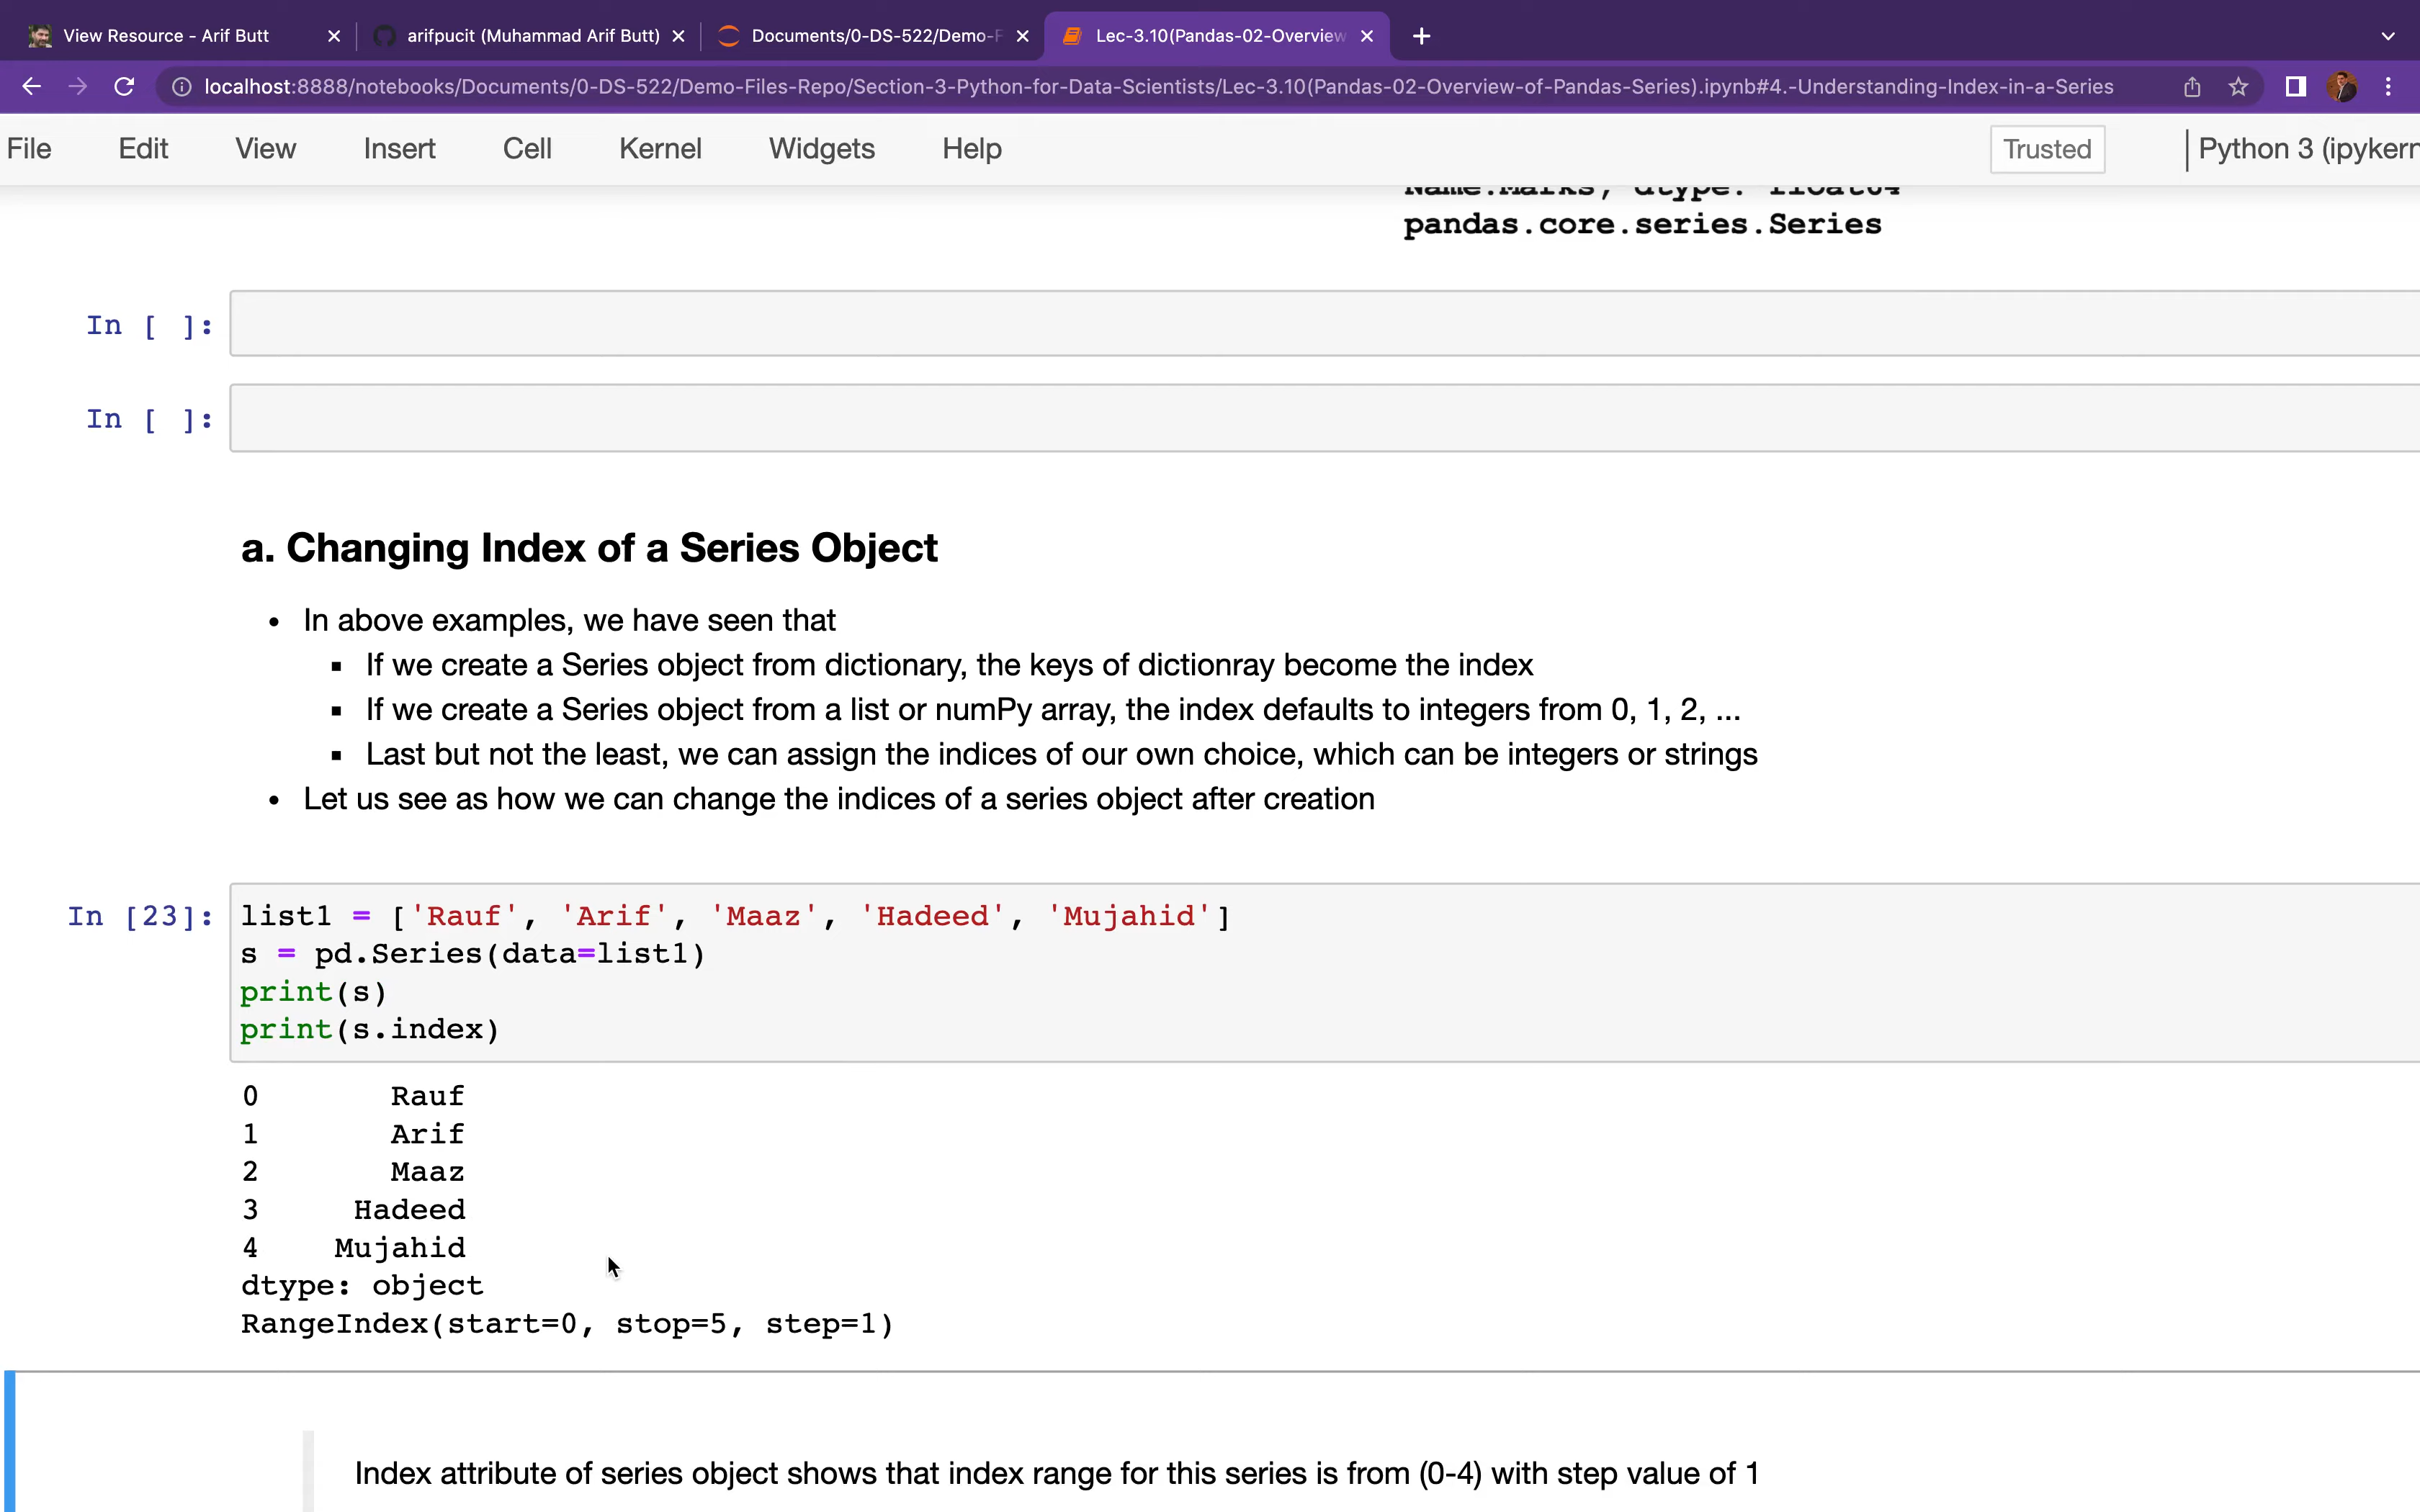 View Resource - Arif Butt
arifpucit (Muhammad Arif Butt)
Documents/0-DS-522/Demo-F
Lec-3.10(Pandas-02-Overview
localhost:8888/notebooks/Documents/0-DS-522/Demo-Files-Repo/Section-3-Python-for-Data-Scientists/Lec-3.10(Pandas-02-Overview-of-Pandas-Series).ipynb#4.-Understanding-Index-in-a-Series
File Edit View Insert Cell Kernel Widgets Help Trusted Python 3 (ipykern
Name:Marks, dtype: float64
pandas.core.series.Series
In [ ]:
In [ ]:
a. Changing Index of a Series Object
• In above examples, we have seen that
▪ If we create a Series object from dictionary, the keys of dictionray become the index
▪ If we create a Series object from a list or numPy array, the index defaults to integers from 0, 1, 2, ...
▪ Last but not the least, we can assign the indices of our own choice, which can be integers or strings
• Let us see as how we can change the indices of a series object after creation
In [23]: list1 = ['Rauf', 'Arif', 'Maaz', 'Hadeed', 'Mujahid']
s = pd.Series(data=list1)
print(s)
print(s.index)
0 Rauf
1 Arif
2 Maaz
3 Hadeed
4 Mujahid
dtype: object
RangeIndex(start=0, stop=5, step=1)
Index attribute of series object shows that index range for this series is from (0-4) with step value of 1